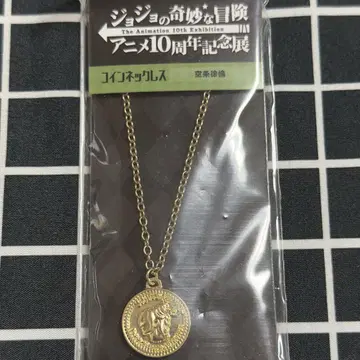 ジョジョの奇妙な冒険
The Animation 10th Exhibition
アニメ10周年記念展
コインネックレス
空条徐倫